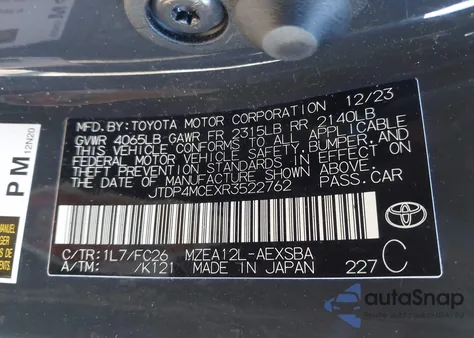 MFD.BY: TOYOTA MOTOR CORPORATION 12/23
GVWR 4065LB GAWR FR 2315LB RR 2140LB
THIS VEHICLE CONFORMS TO ALL APPLICABLE
FEDERAL MOTOR VEHICLE SAFETY, BUMPER, AND
THEFT PREVENTION STANDARDS IN EFFECT ON
THE DATE OF MANUFACTURE SHOWN ABOVE.
JTDP4MCEXR3522762 PASS.CAR
C/TR: 1L7/FC26 MZEA12L-AEXSBA
A/TM: /K121 MADE IN JAPAN 227 C
PM
12N20
autoSnap